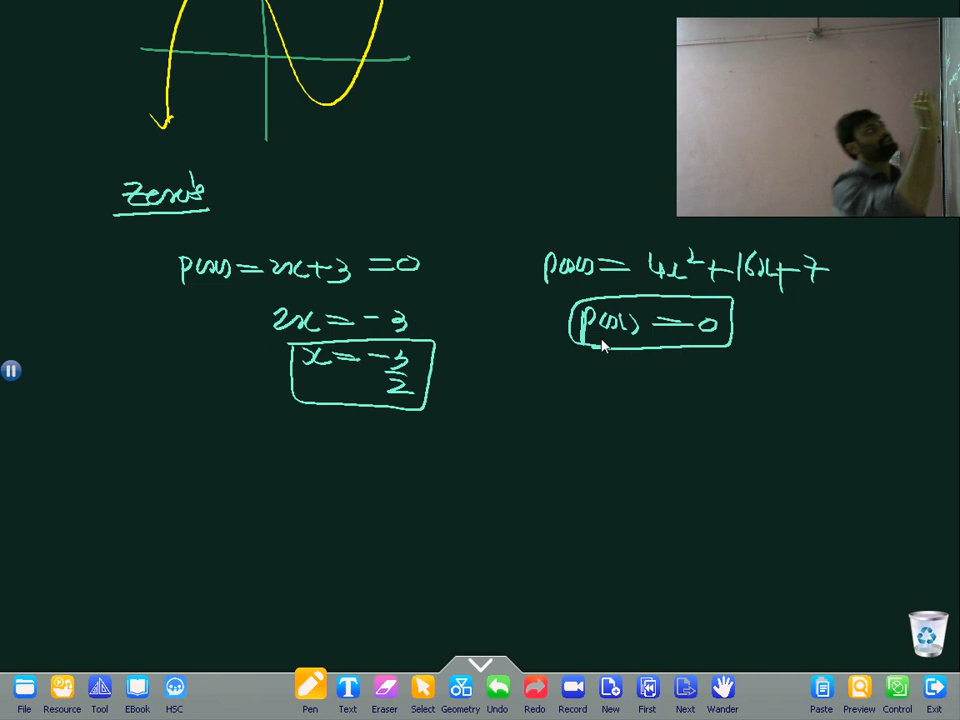 Zero's
p(x) = 2x+3 = 0
2x = -3
x = -3/2
p(x) = 4x²+16x+7
p(x) = 0
File Resource Tool EBook HSC Pen Text Eraser Select Geometry Undo Redo Record New First Next Wander Paste Preview Control Exit